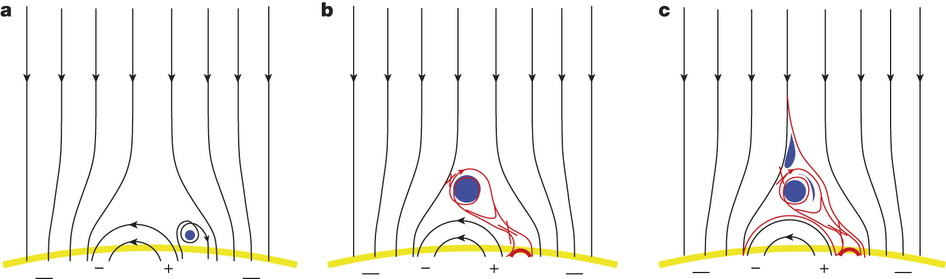 a
b
c
— − + —
— − + —
— − + —